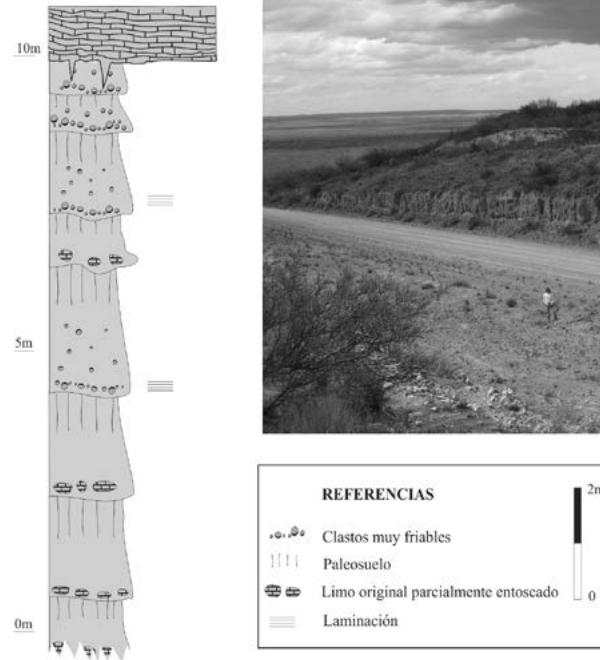 10m
5m
0m
REFERENCIAS
Clastos muy friables
Paleosuelo
Limo original parcialmente entoscado
Laminación
2m
0